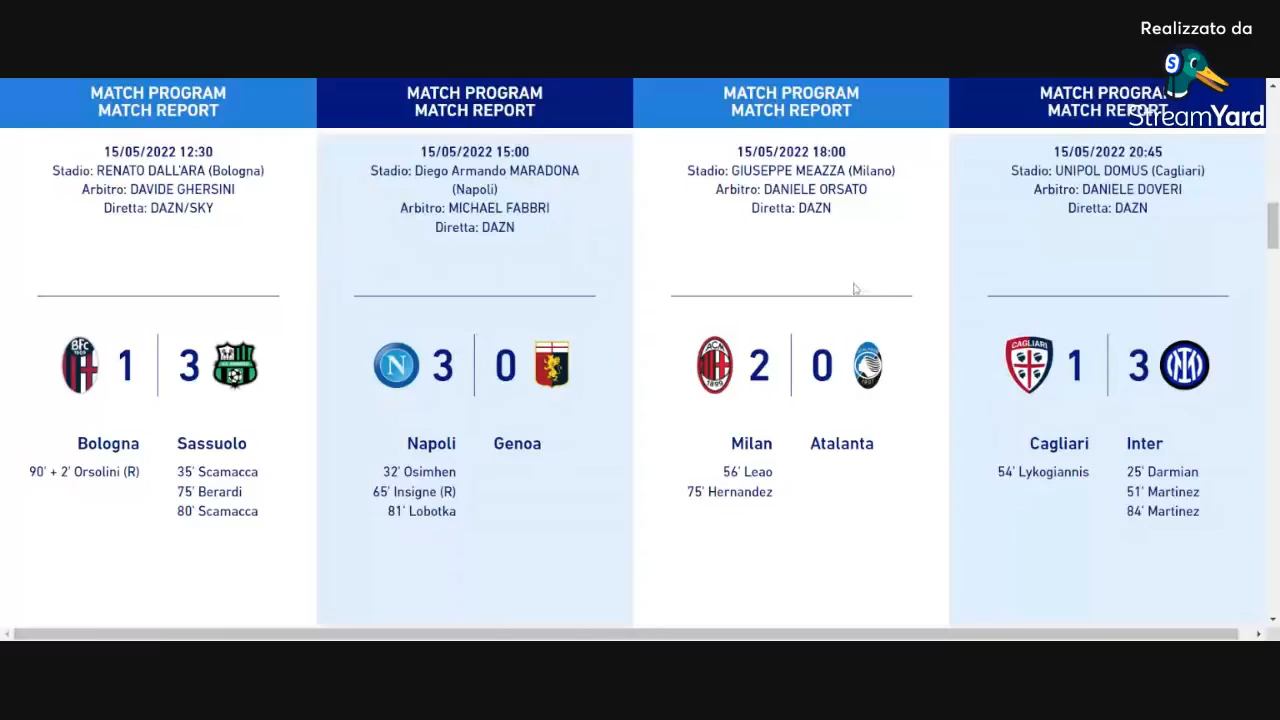 Realizzato da
StreamYard
MATCH PROGRAM
MATCH REPORT
15/05/2022 12:30
Stadio: RENATO DALL'ARA (Bologna)
Arbitro: DAVIDE GHERSINI
Diretta: DAZN/SKY
1 3
Bologna Sassuolo
90' + 2' Orsolini (R) 35' Scamacca
75' Berardi
80' Scamacca
MATCH PROGRAM
MATCH REPORT
15/05/2022 15:00
Stadio: Diego Armando MARADONA
(Napoli)
Arbitro: MICHAEL FABBRI
Diretta: DAZN
3 0
Napoli Genoa
32' Osimhen
65' Insigne (R)
81' Lobotka
MATCH PROGRAM
MATCH REPORT
15/05/2022 18:00
Stadio: GIUSEPPE MEAZZA (Milano)
Arbitro: DANIELE ORSATO
Diretta: DAZN
ACM
1899
2 0
Milan Atalanta
56' Leao
75' Hernandez
MATCH PROGRAM
MATCH REPORT
15/05/2022 20:45
Stadio: UNIPOL DOMUS (Cagliari)
Arbitro: DANIELE DOVERI
Diretta: DAZN
CAGLIARI
1 3
Cagliari Inter
54' Lykogiannis 25' Darmian
51' Martinez
84' Martinez